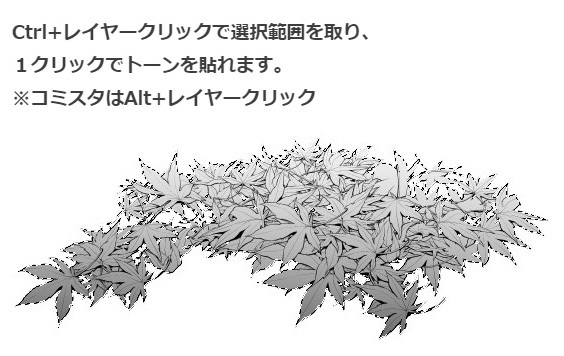 Ctrl+レイヤークリックで選択範囲を取り、
１クリックでトーンを貼れます。
※コミスタはAlt+レイヤークリック